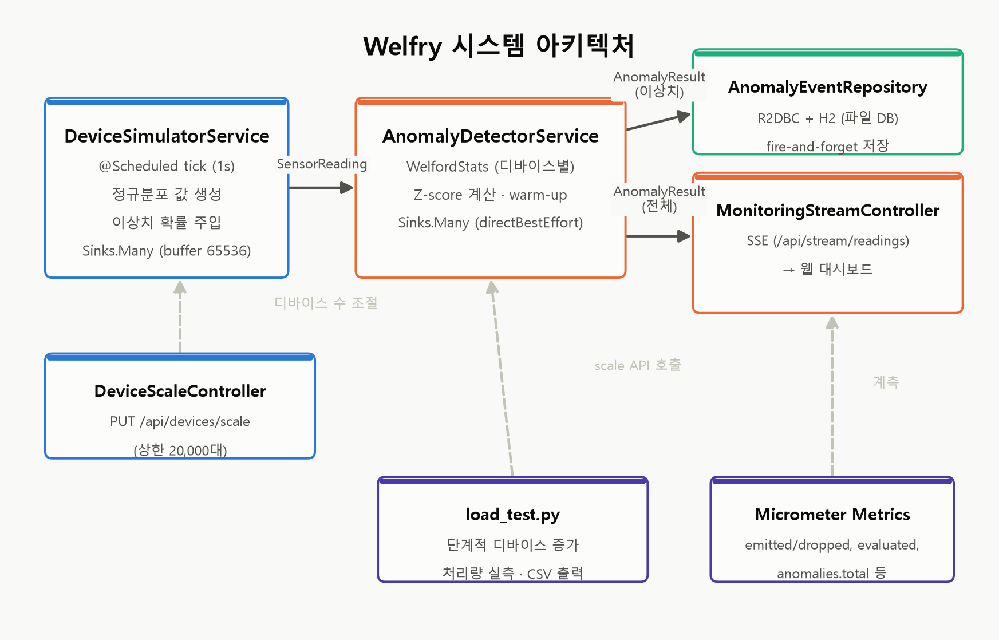 Welfry 시스템 아키텍처
DeviceSimulatorService
@Scheduled tick (1s)
정규분포 값 생성
이상치 확률 주입
Sinks.Many (buffer 65536)
SensorReading
AnomalyDetectorService
WelfordStats (디바이스별)
Z-score 계산 · warm-up
Sinks.Many (directBestEffort)
AnomalyResult
(이상치)
AnomalyEventRepository
R2DBC + H2 (파일 DB)
fire-and-forget 저장
AnomalyResult
(전체)
MonitoringStreamController
SSE (/api/stream/readings)
→ 웹 대시보드
디바이스 수 조절
DeviceScaleController
PUT /api/devices/scale
(상한 20,000대)
scale API 호출
계측
load_test.py
단계적 디바이스 증가
처리량 실측 · CSV 출력
Micrometer Metrics
emitted/dropped, evaluated,
anomalies.total 등